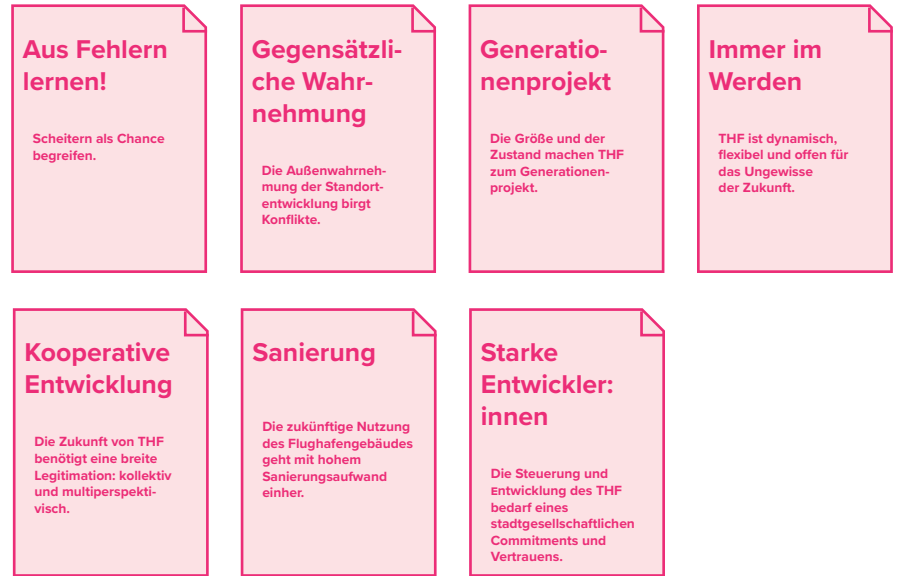 Aus Fehlern
lernen!
Scheitern als Chance
begreifen.
Gegensätzli-
che Wahr-
nehmung
Die Außenwahrneh-
mung der Standort-
entwicklung birgt
Konflikte.
Generatio-
nenprojekt
Die Größe und der
Zustand machen THF
zum Generationen-
projekt.
Immer im
Werden
THF ist dynamisch,
flexibel und offen für
das Ungewisse
der Zukunft.
Kooperative
Entwicklung
Die Zukunft von THF
benötigt eine breite
Legitimation: kollektiv
und multiperspekti-
visch.
Sanierung
Die zukünftige Nutzung
des Flughafengebäudes
geht mit hohem
Sanierungsaufwand
einher.
Starke
Entwickler:
innen
Die Steuerung und
Entwicklung des THF
bedarf eines
stadtgesellschaftlichen
Commitments und
Vertrauens.